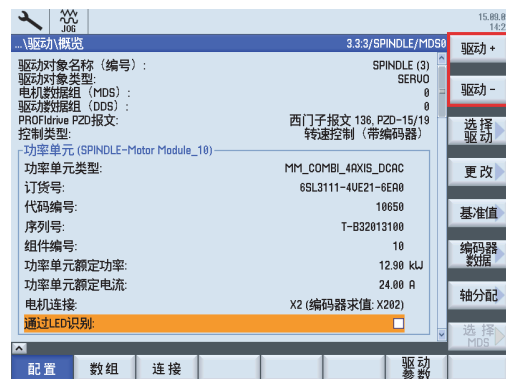 JOG
15.09.0
14:2
...\驱动\概览 3.3:3/SPINDLE/MDS0
驱动对象名称（编号）: SPINDLE (3)
驱动对象类型: SERVO
电机数据组（MDS）: 0
驱动数据组（DDS）: 0
PROFIdrive PZD报文: 西门子报文 136, PZD-15/19
控制类型: 转速控制（带编码器）
功率单元 (SPINDLE-Motor Module_10)
功率单元类型: MM_COMBI_4AXIS_DCAC
订货号: 6SL3111-4VE21-6EA0
代码编号: 10650
序列号: T-B32013100
组件编号: 10
功率单元额定功率: 12.90 kW
功率单元额定电流: 24.00 A
电机连接: X2 (编码器求值: X202)
通过LED识别:
驱动 +
驱动 -
选择
驱动
更改
基准值
编码器
数据
轴分配
选择
MDS
配置 数组 连接 驱动
参数